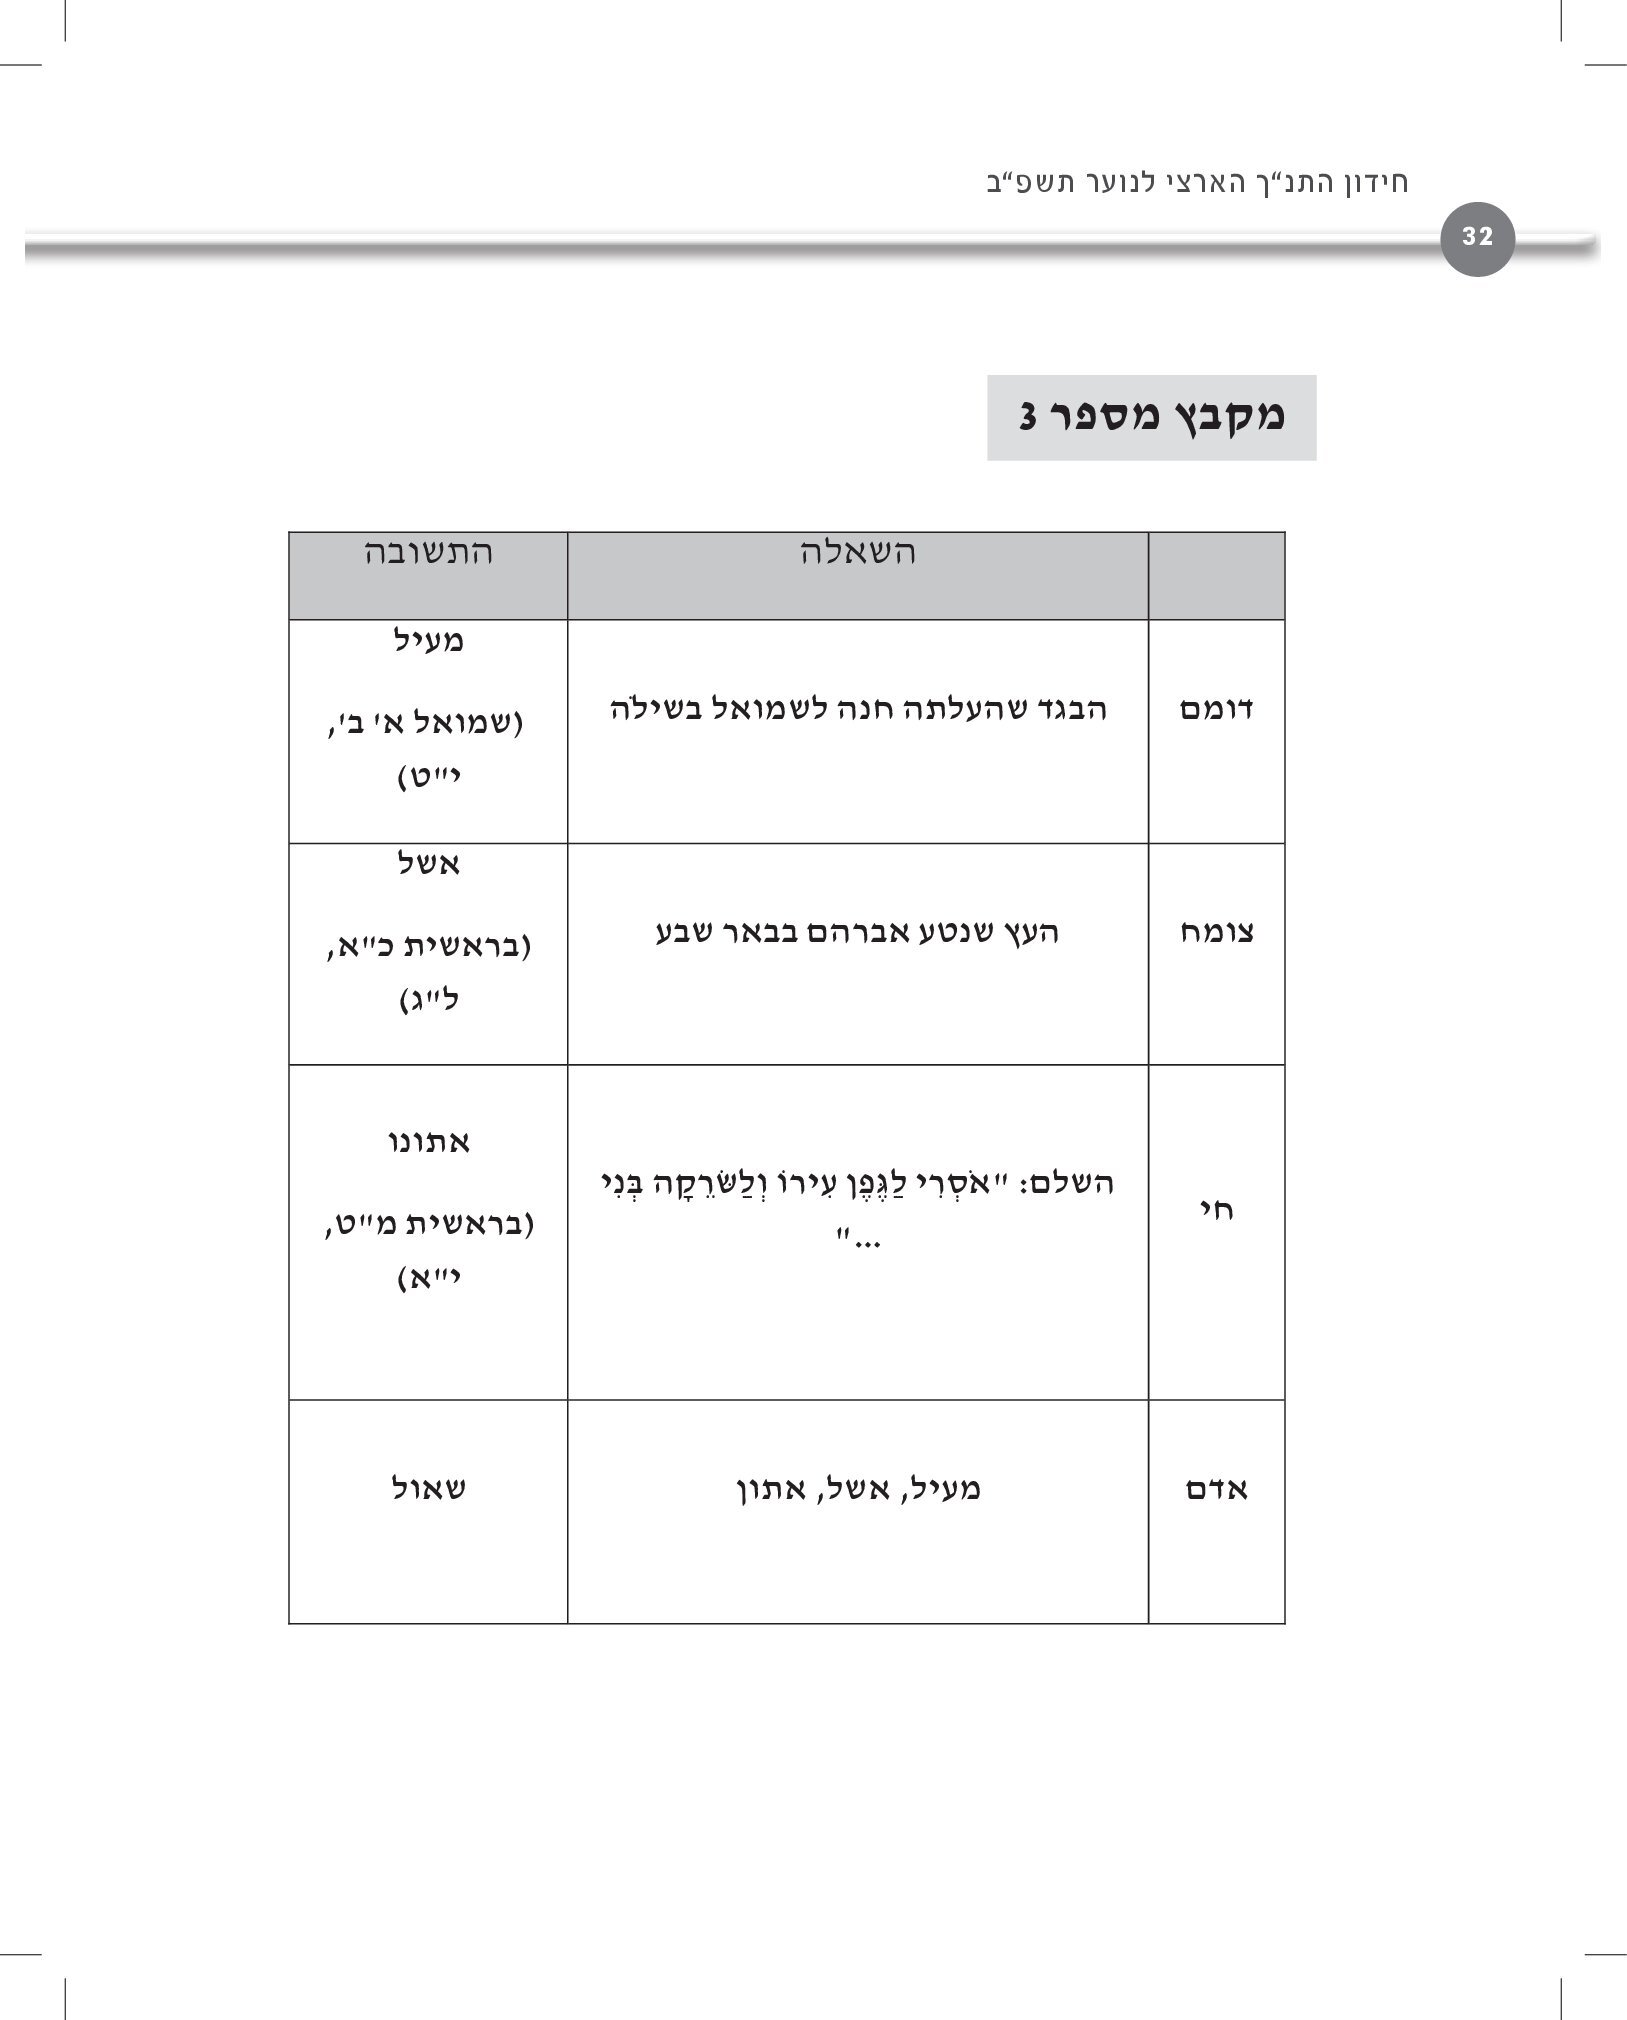 חידון התנ“ך הארצי לנוער תשפ“ב
32
מקבץ מספר 3
השאלה
התשובה
דומם
הבגד שהעלתה חנה לשמואל בשילֹה
מעיל
(שמואל א' ב',
י"ט)
צומח
העץ שנטע אברהם בבאר שבע
אשל
(בראשית כ"א,
ל"ג)
חי
השלם: "אֹסְרִי לַגֶּפֶן עִירוֹ וְלַשֹּׂרֵקָה בְּנִי
..."
אתונו
(בראשית מ"ט,
י"א)
אדם
מעיל, אשל, אתון
שאול